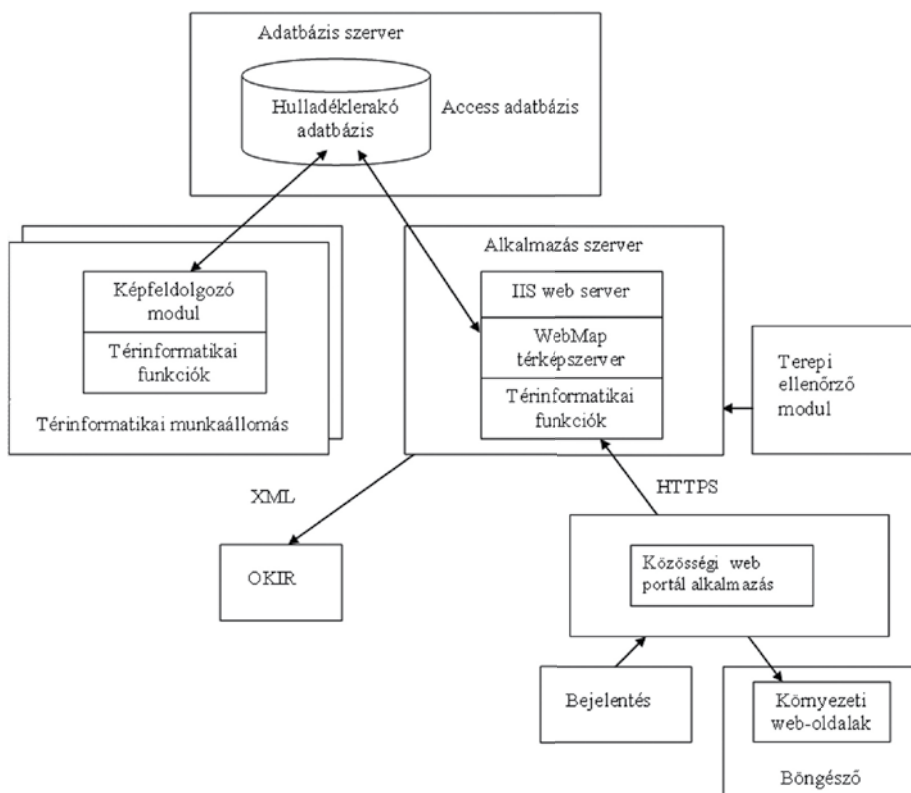 Adatbázis szerver
Hulladéklerakó
adatbázis
Access adatbázis
Képfeldolgozó
modul
Térinformatikai
funkciók
Térinformatikai munkaállomás
Alkalmazás szerver
IIS web server
WebMap
térképszerver
Térinformatikai
funkciók
Terepi
ellenőrző
modul
XML
HTTPS
OKIR
Közösségi web
portál alkalmazás
Bejelentés
Környezeti
web-oldalak
Böngésző